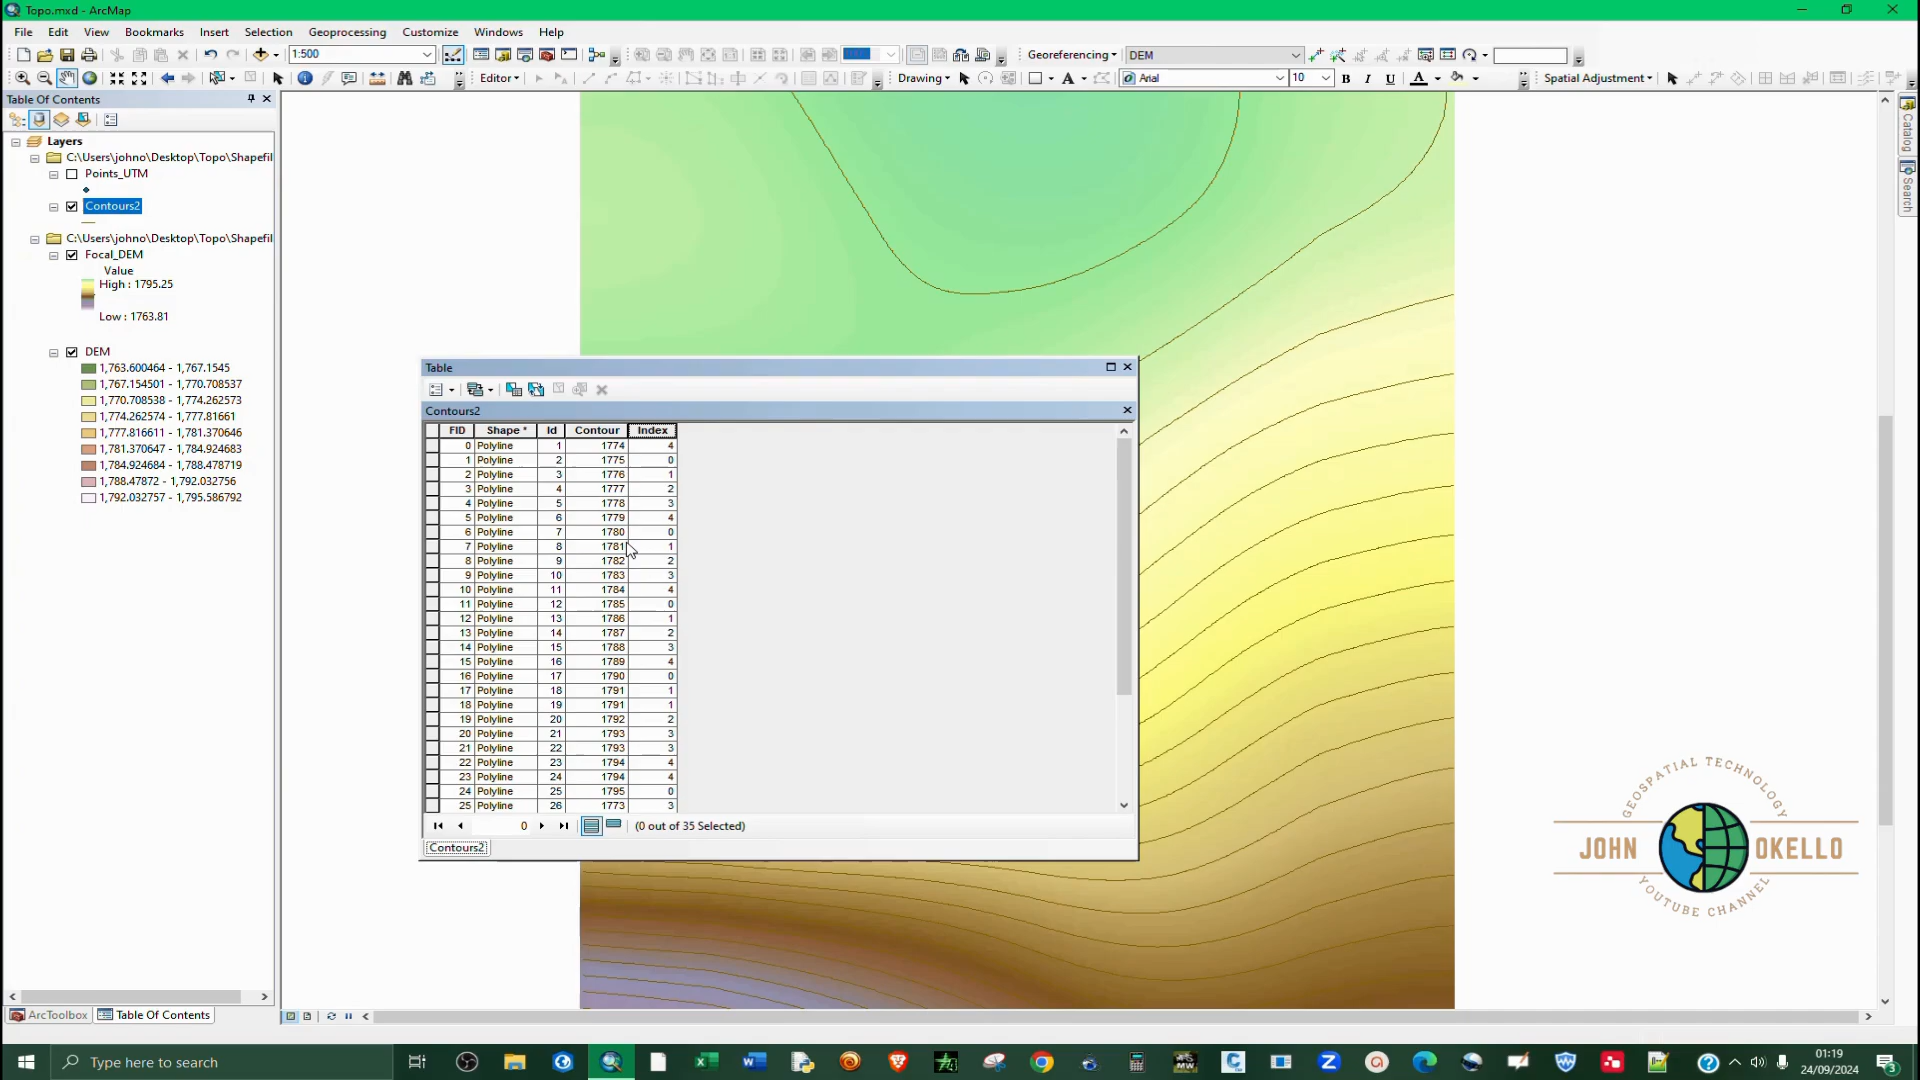 Topo.mxd - ArcMap
File Edit View Bookmarks Insert Selection Geoprocessing Customize Windows Help
1:500 Georeferencing DEM
Editor Drawing Arial 10 B I U A Spatial Adjustment
Table Of Contents
Layers
C:\Users\johno\Desktop\Topo\Shapefil
Points_UTM
Contours2
C:\Users\johno\Desktop\Topo\Shapefil
Focal_DEM
Value
High : 1795.25
Low : 1763.81
DEM
1,763.600464 - 1,767.1545
1,767.154501 - 1,770.708537
1,770.708538 - 1,774.262573
1,774.262574 - 1,777.81661
1,777.816611 - 1,781.370646
1,781.370647 - 1,784.924683
1,784.924684 - 1,788.478719
1,788.47872 - 1,792.032756
1,792.032757 - 1,795.586792
ArcToolbox Table Of Contents
Table
Contours2
FID Shape * Id Contour Index
0 Polyline 1 1774 4
1 Polyline 2 1775 0
2 Polyline 3 1776 1
3 Polyline 4 1777 2
4 Polyline 5 1778 3
5 Polyline 6 1779 4
6 Polyline 7 1780 0
7 Polyline 8 1781 1
8 Polyline 9 1782 2
9 Polyline 10 1783 3
10 Polyline 11 1784 4
11 Polyline 12 1785 0
12 Polyline 13 1786 1
13 Polyline 14 1787 2
14 Polyline 15 1788 3
15 Polyline 16 1789 4
16 Polyline 17 1790 0
17 Polyline 18 1791 1
18 Polyline 19 1791 1
19 Polyline 20 1792 2
20 Polyline 21 1793 3
21 Polyline 22 1793 3
22 Polyline 23 1794 4
23 Polyline 24 1794 4
24 Polyline 25 1795 0
25 Polyline 26 1773 3
0 (0 out of 35 Selected)
Contours2
Catalog
Search
GEOSPATIAL TECHNOLOGY
JOHN OKELLO
YOUTUBE CHANNEL
Type here to search
01:19
24/09/2024
3